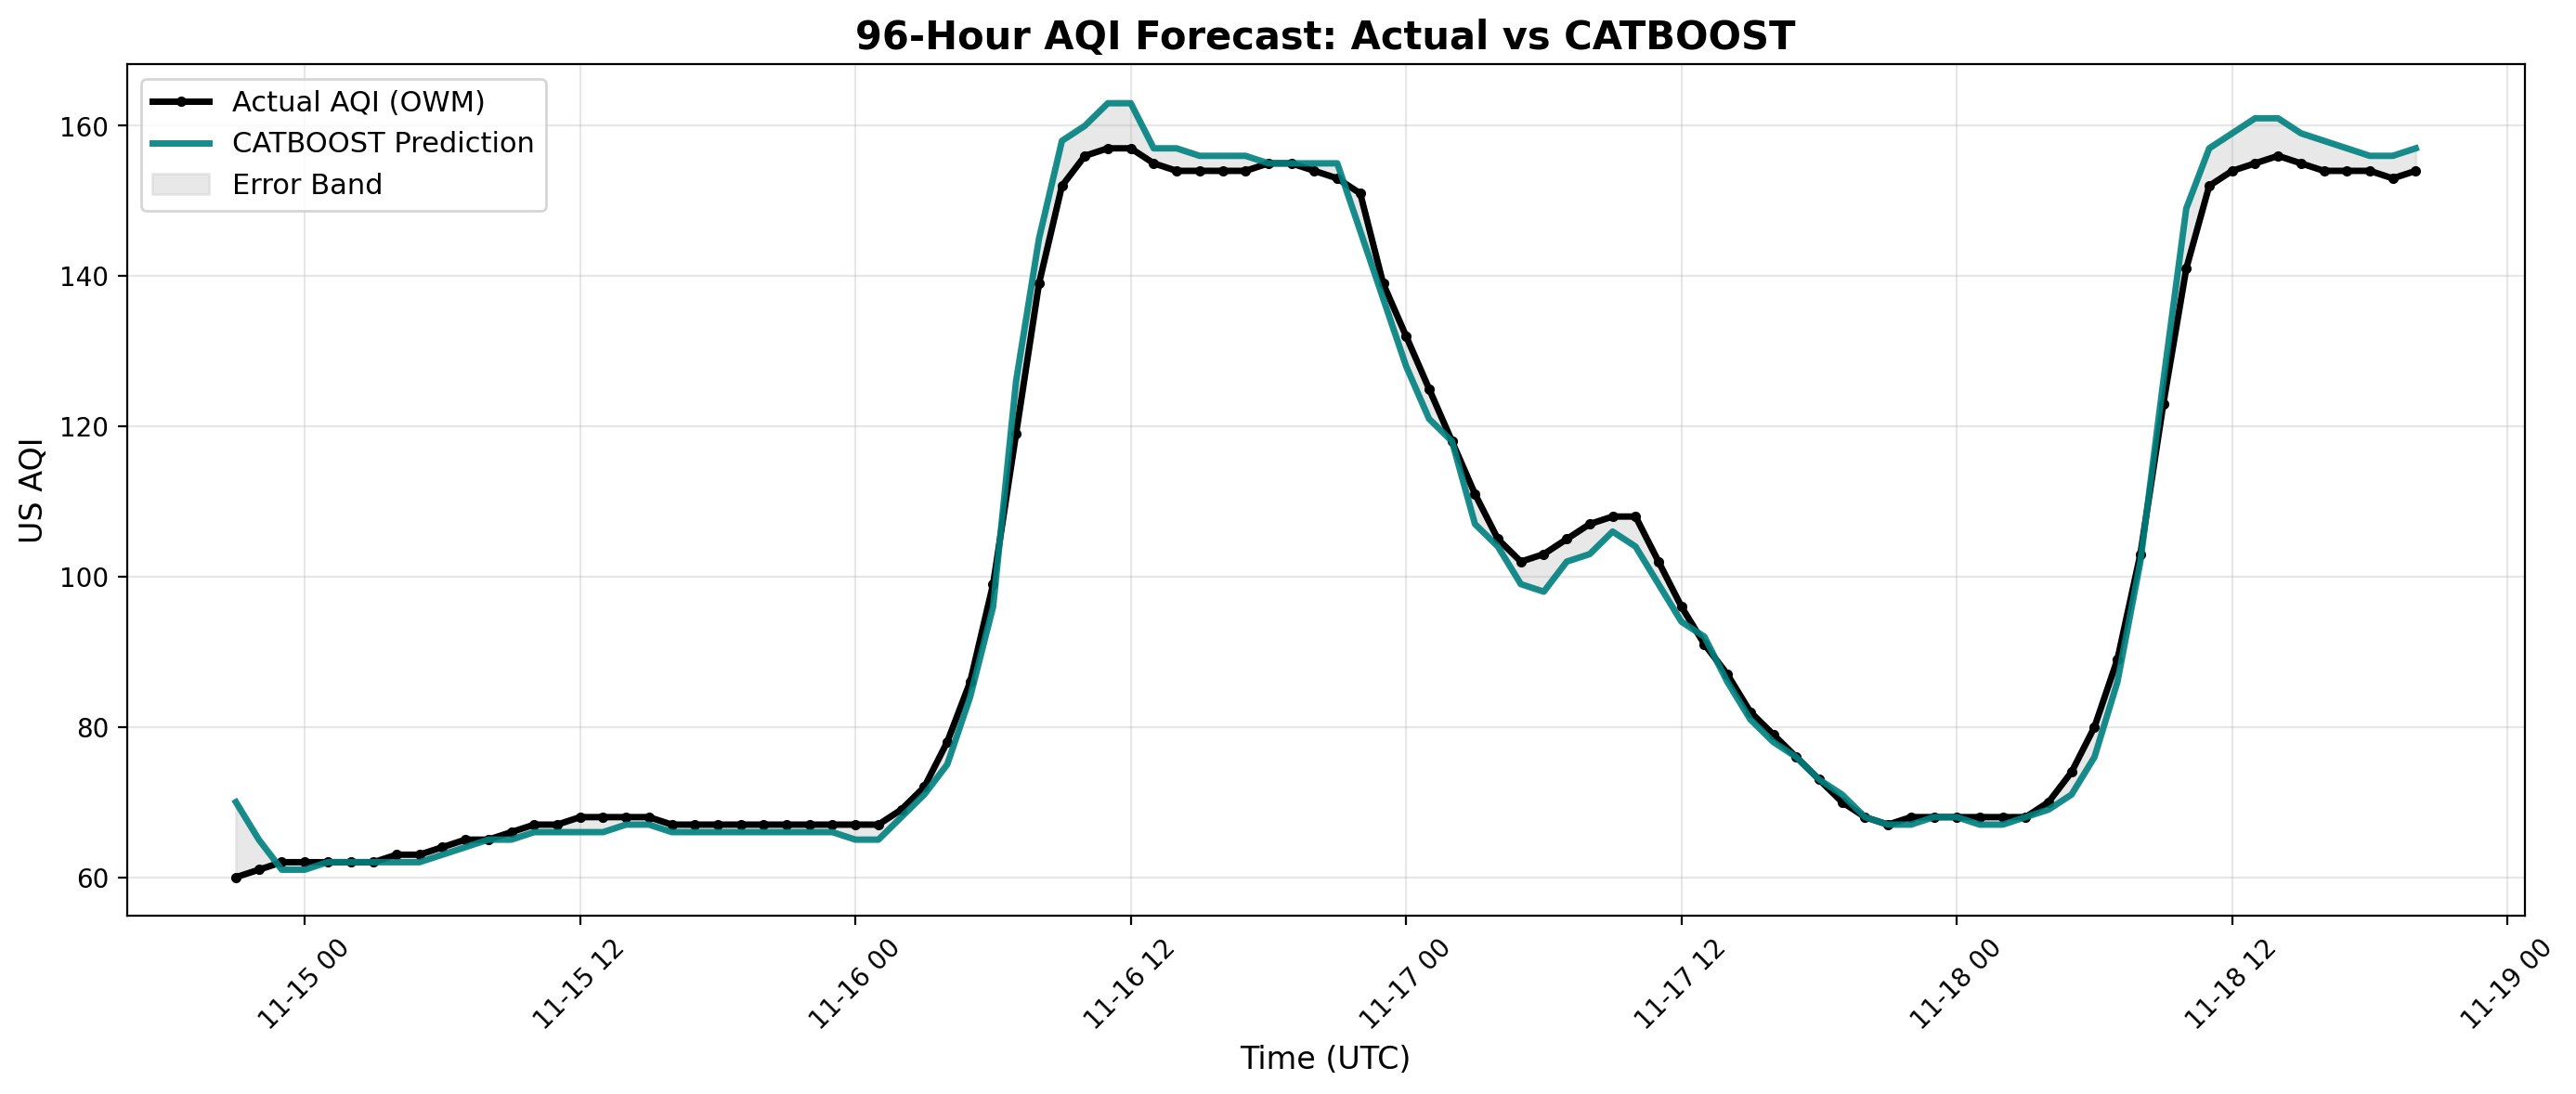 96-Hour AQI Forecast: Actual vs CATBOOST
Actual AQI (OWM)
CATBOOST Prediction
Error Band
US AQI
160
140
120
100
80
60
11-15 00
11-15 12
11-16 00
11-16 12
11-17 00
11-17 12
11-18 00
11-18 12
11-19 00
Time (UTC)